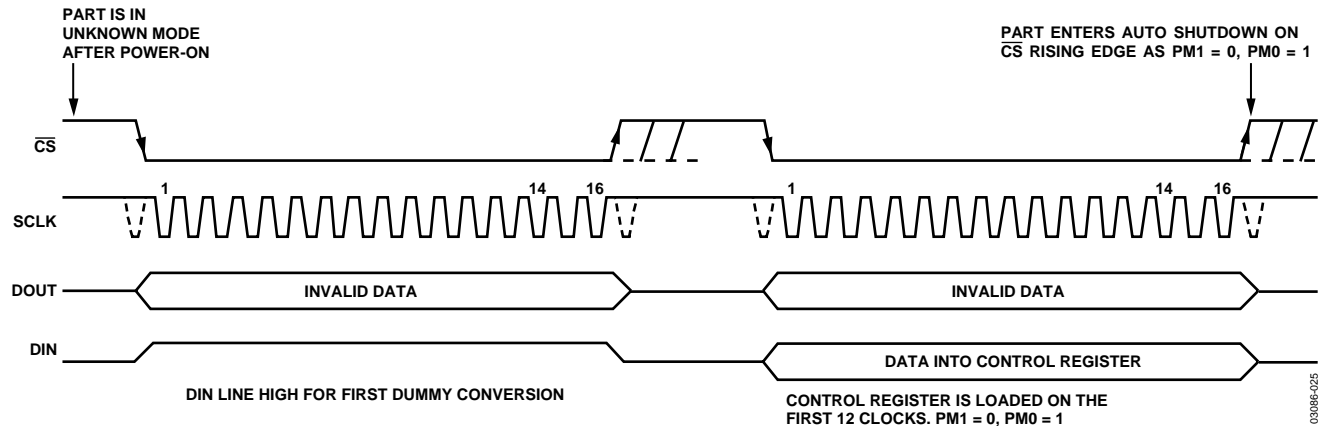 PART IS IN
UNKNOWN MODE
AFTER POWER-ON
PART ENTERS AUTO SHUTDOWN ON
CS RISING EDGE AS PM1 = 0, PM0 = 1
CS
1 14 16 1 14 16
SCLK
DOUT INVALID DATA INVALID DATA
DIN DATA INTO CONTROL REGISTER
DIN LINE HIGH FOR FIRST DUMMY CONVERSION
CONTROL REGISTER IS LOADED ON THE
FIRST 12 CLOCKS. PM1 = 0, PM0 = 1
03086-025